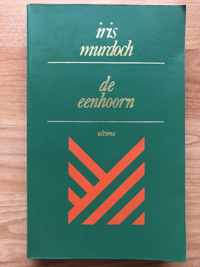 iris
murdoch
de
eenhoorn
ultima